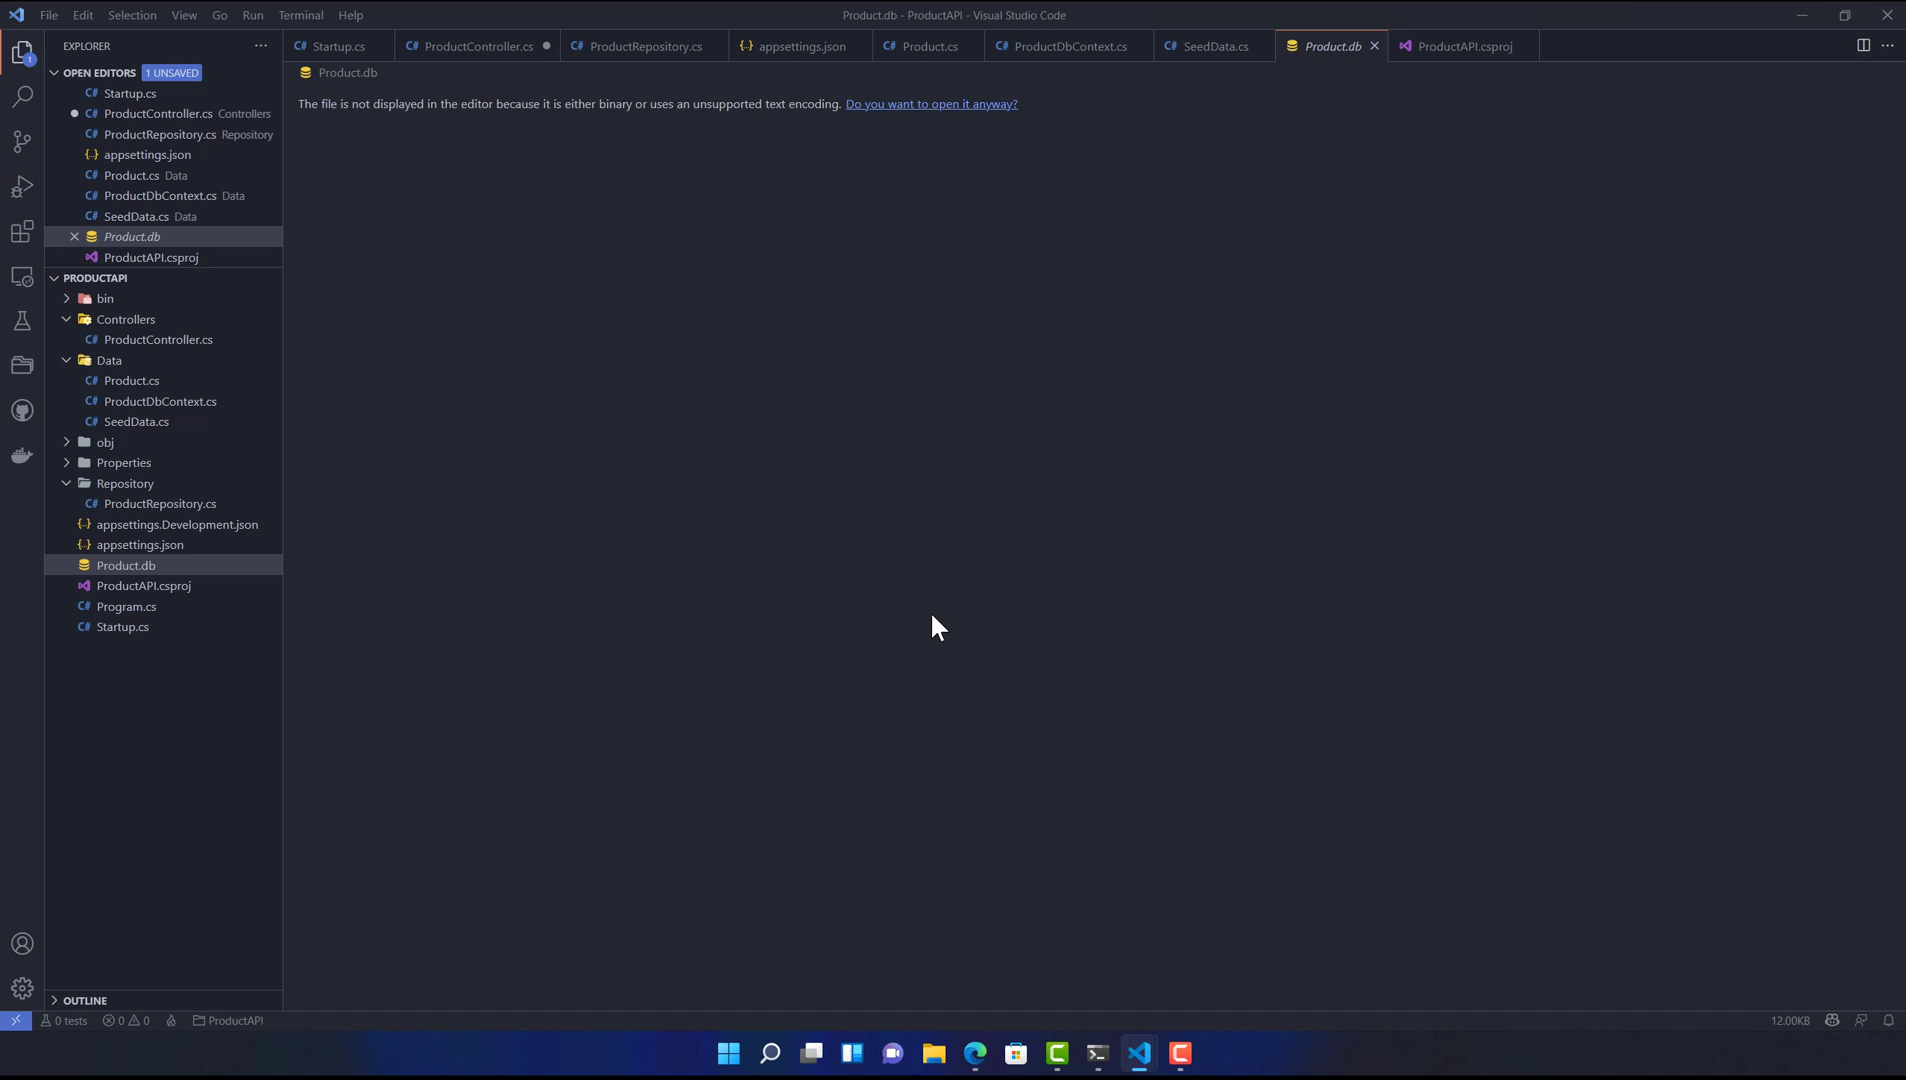 File Edit Selection View Go Run Terminal Help
Product.db - ProductAPI - Visual Studio Code
EXPLORER
Startup.cs
ProductController.cs
ProductRepository.cs
appsettings.json
Product.cs
ProductDbContext.cs
SeedData.cs
Product.db
ProductAPI.csproj
OPEN EDITORS 1 UNSAVED
Startup.cs
ProductController.cs Controllers
ProductRepository.cs Repository
appsettings.json
Product.cs Data
ProductDbContext.cs Data
SeedData.cs Data
Product.db
ProductAPI.csproj
PRODUCTAPI
bin
Controllers
ProductController.cs
Data
Product.cs
ProductDbContext.cs
SeedData.cs
obj
Properties
Repository
ProductRepository.cs
appsettings.Development.json
appsettings.json
Product.db
ProductAPI.csproj
Program.cs
Startup.cs
OUTLINE
Product.db
The file is not displayed in the editor because it is either binary or uses an unsupported text encoding. Do you want to open it anyway?
0 tests 0 0 ProductAPI
12.00KB